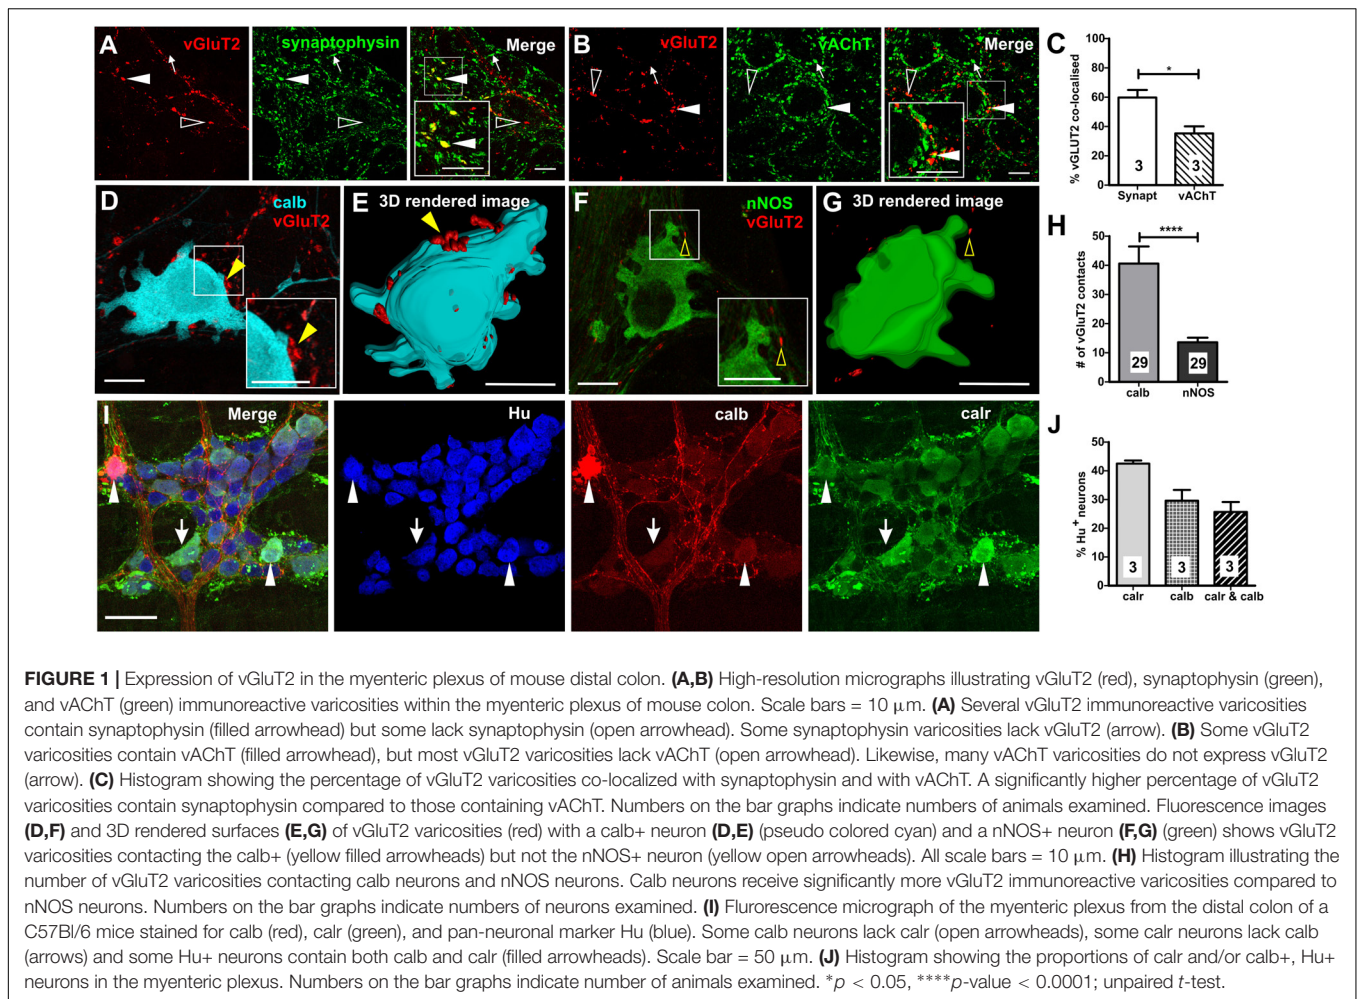 A
vGluT2
synaptophysin
Merge
B
vGluT2
vAChT
Merge
C
% vGLUT2 co-localised
100
80
60
40
20
0
*
3
3
Synapt
vAChT
D
calb
vGluT2
E
3D rendered image
F
nNOS
vGluT2
G
3D rendered image
H
# of vGluT2 contacts
50
40
30
20
10
0
****
29
29
calb
nNOS
I
Merge
Hu
calb
calr
J
% Hu+ neurons
50
40
30
20
10
0
3
3
3
calr
calb
calr & calb
FIGURE 1 | Expression of vGluT2 in the myenteric plexus of mouse distal colon. (A,B) High-resolution micrographs illustrating vGluT2 (red), synaptophysin (green),
and vAChT (green) immunoreactive varicosities within the myenteric plexus of mouse colon. Scale bars = 10 μm. (A) Several vGluT2 immunoreactive varicosities
contain synaptophysin (filled arrowhead) but some lack synaptophysin (open arrowhead). Some synaptophysin varicosities lack vGluT2 (arrow). (B) Some vGluT2
varicosities contain vAChT (filled arrowhead), but most vGluT2 varicosities lack vAChT (open arrowhead). Likewise, many vAChT varicosities do not express vGluT2
(arrow). (C) Histogram showing the percentage of vGluT2 varicosities co-localized with synaptophysin and with vAChT. A significantly higher percentage of vGluT2
varicosities contain synaptophysin compared to those containing vAChT. Numbers on the bar graphs indicate numbers of animals examined. Fluorescence images
(D,F) and 3D rendered surfaces (E,G) of vGluT2 varicosities (red) with a calb+ neuron (D,E) (pseudo colored cyan) and a nNOS+ neuron (F,G) (green) shows vGluT2
varicosities contacting the calb+ (yellow filled arrowheads) but not the nNOS+ neuron (yellow open arrowheads). All scale bars = 10 μm. (H) Histogram illustrating the
number of vGluT2 varicosities contacting calb neurons and nNOS neurons. Calb neurons receive significantly more vGluT2 immunoreactive varicosities compared to
nNOS neurons. Numbers on the bar graphs indicate numbers of neurons examined. (I) Flurorescence micrograph of the myenteric plexus from the distal colon of a
C57Bl/6 mice stained for calb (red), calr (green), and pan-neuronal marker Hu (blue). Some calb neurons lack calr (open arrowheads), some calr neurons lack calb
(arrows) and some Hu+ neurons contain both calb and calr (filled arrowheads). Scale bar = 50 μm. (J) Histogram showing the proportions of calr and/or calb+, Hu+
neurons in the myenteric plexus. Numbers on the bar graphs indicate number of animals examined. *p < 0.05, ****p-value < 0.0001; unpaired t-test.